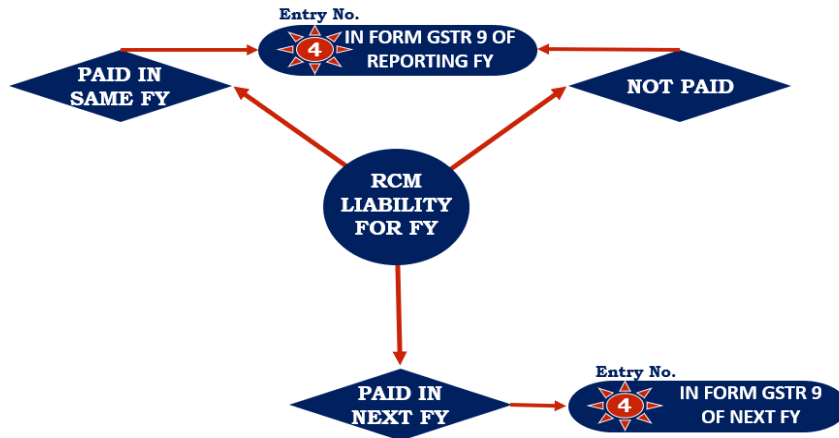 Entry No.
4
IN FORM GSTR 9 OF
REPORTING FY
PAID IN
SAME FY
NOT PAID
RCM
LIABILITY
FOR FY
PAID IN
NEXT FY
Entry No.
4
IN FORM GSTR 9
OF NEXT FY